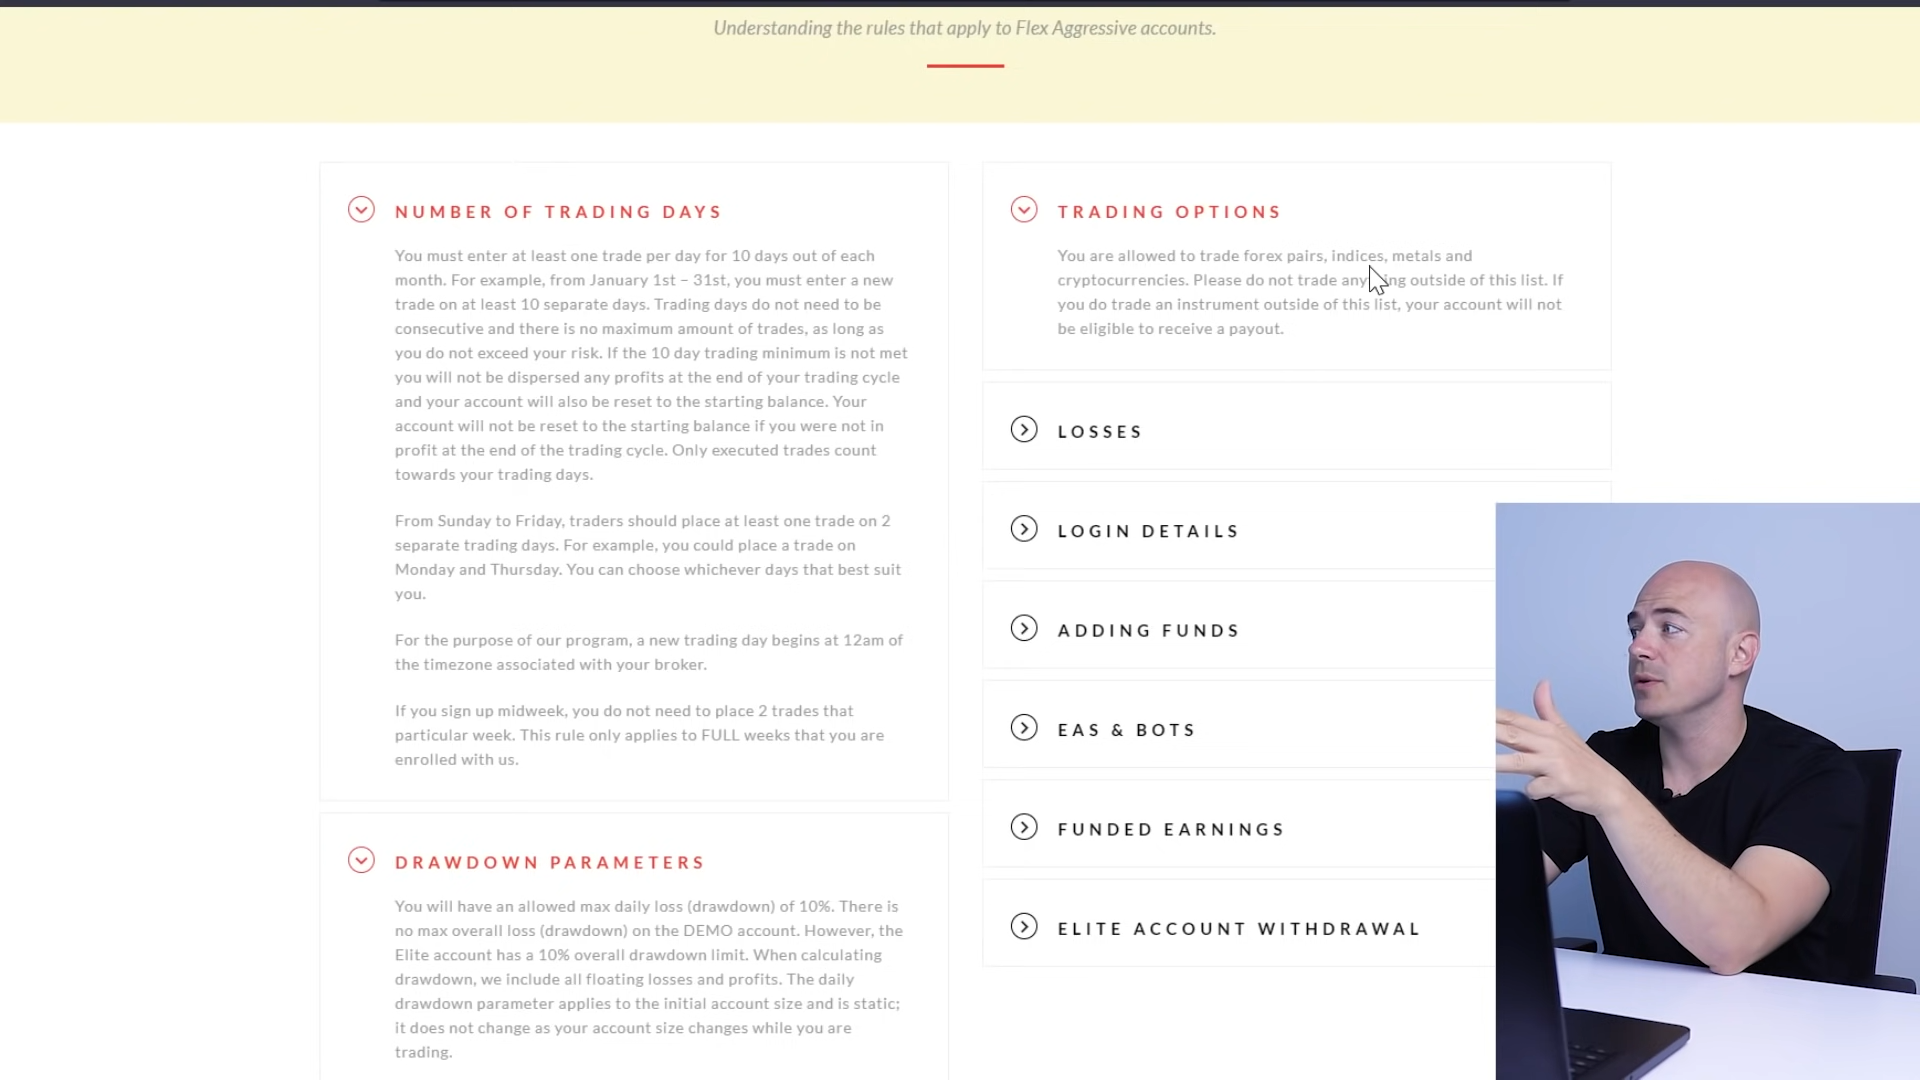 Understanding the rules that apply to Flex Aggressive accounts.
NUMBER OF TRADING DAYS
You must enter at least one trade per day for 10 days out of each
month. For example, from January 1st – 31st, you must enter a new
trade on at least 10 separate days. Trading days do not need to be
consecutive and there is no maximum amount of trades, as long as
you do not exceed your risk. If the 10 day trading minimum is not met
you will not be dispersed any profits at the end of your trading cycle
and your account will also be reset to the starting balance. Your
account will not be reset to the starting balance if you were not in
profit at the end of the trading cycle. Only executed trades count
towards your trading days.
From Sunday to Friday, traders should place at least one trade on 2
separate trading days. For example, you could place a trade on
Monday and Thursday. You can choose whichever days that best suit
you.
For the purpose of our program, a new trading day begins at 12am of
the timezone associated with your broker.
If you sign up midweek, you do not need to place 2 trades that
particular week. This rule only applies to FULL weeks that you are
enrolled with us.
DRAWDOWN PARAMETERS
You will have an allowed max daily loss (drawdown) of 10%. There is
no max overall loss (drawdown) on the DEMO account. However, the
Elite account has a 10% overall drawdown limit. When calculating
drawdown, we include all floating losses and profits. The daily
drawdown parameter applies to the initial account size and is static;
it does not change as your account size changes while you are
trading.
TRADING OPTIONS
You are allowed to trade forex pairs, indices, metals and
cryptocurrencies. Please do not trade anything outside of this list. If
you do trade an instrument outside of this list, your account will not
be eligible to receive a payout.
LOSSES
LOGIN DETAILS
ADDING FUNDS
EAS & BOTS
FUNDED EARNINGS
ELITE ACCOUNT WITHDRAWAL